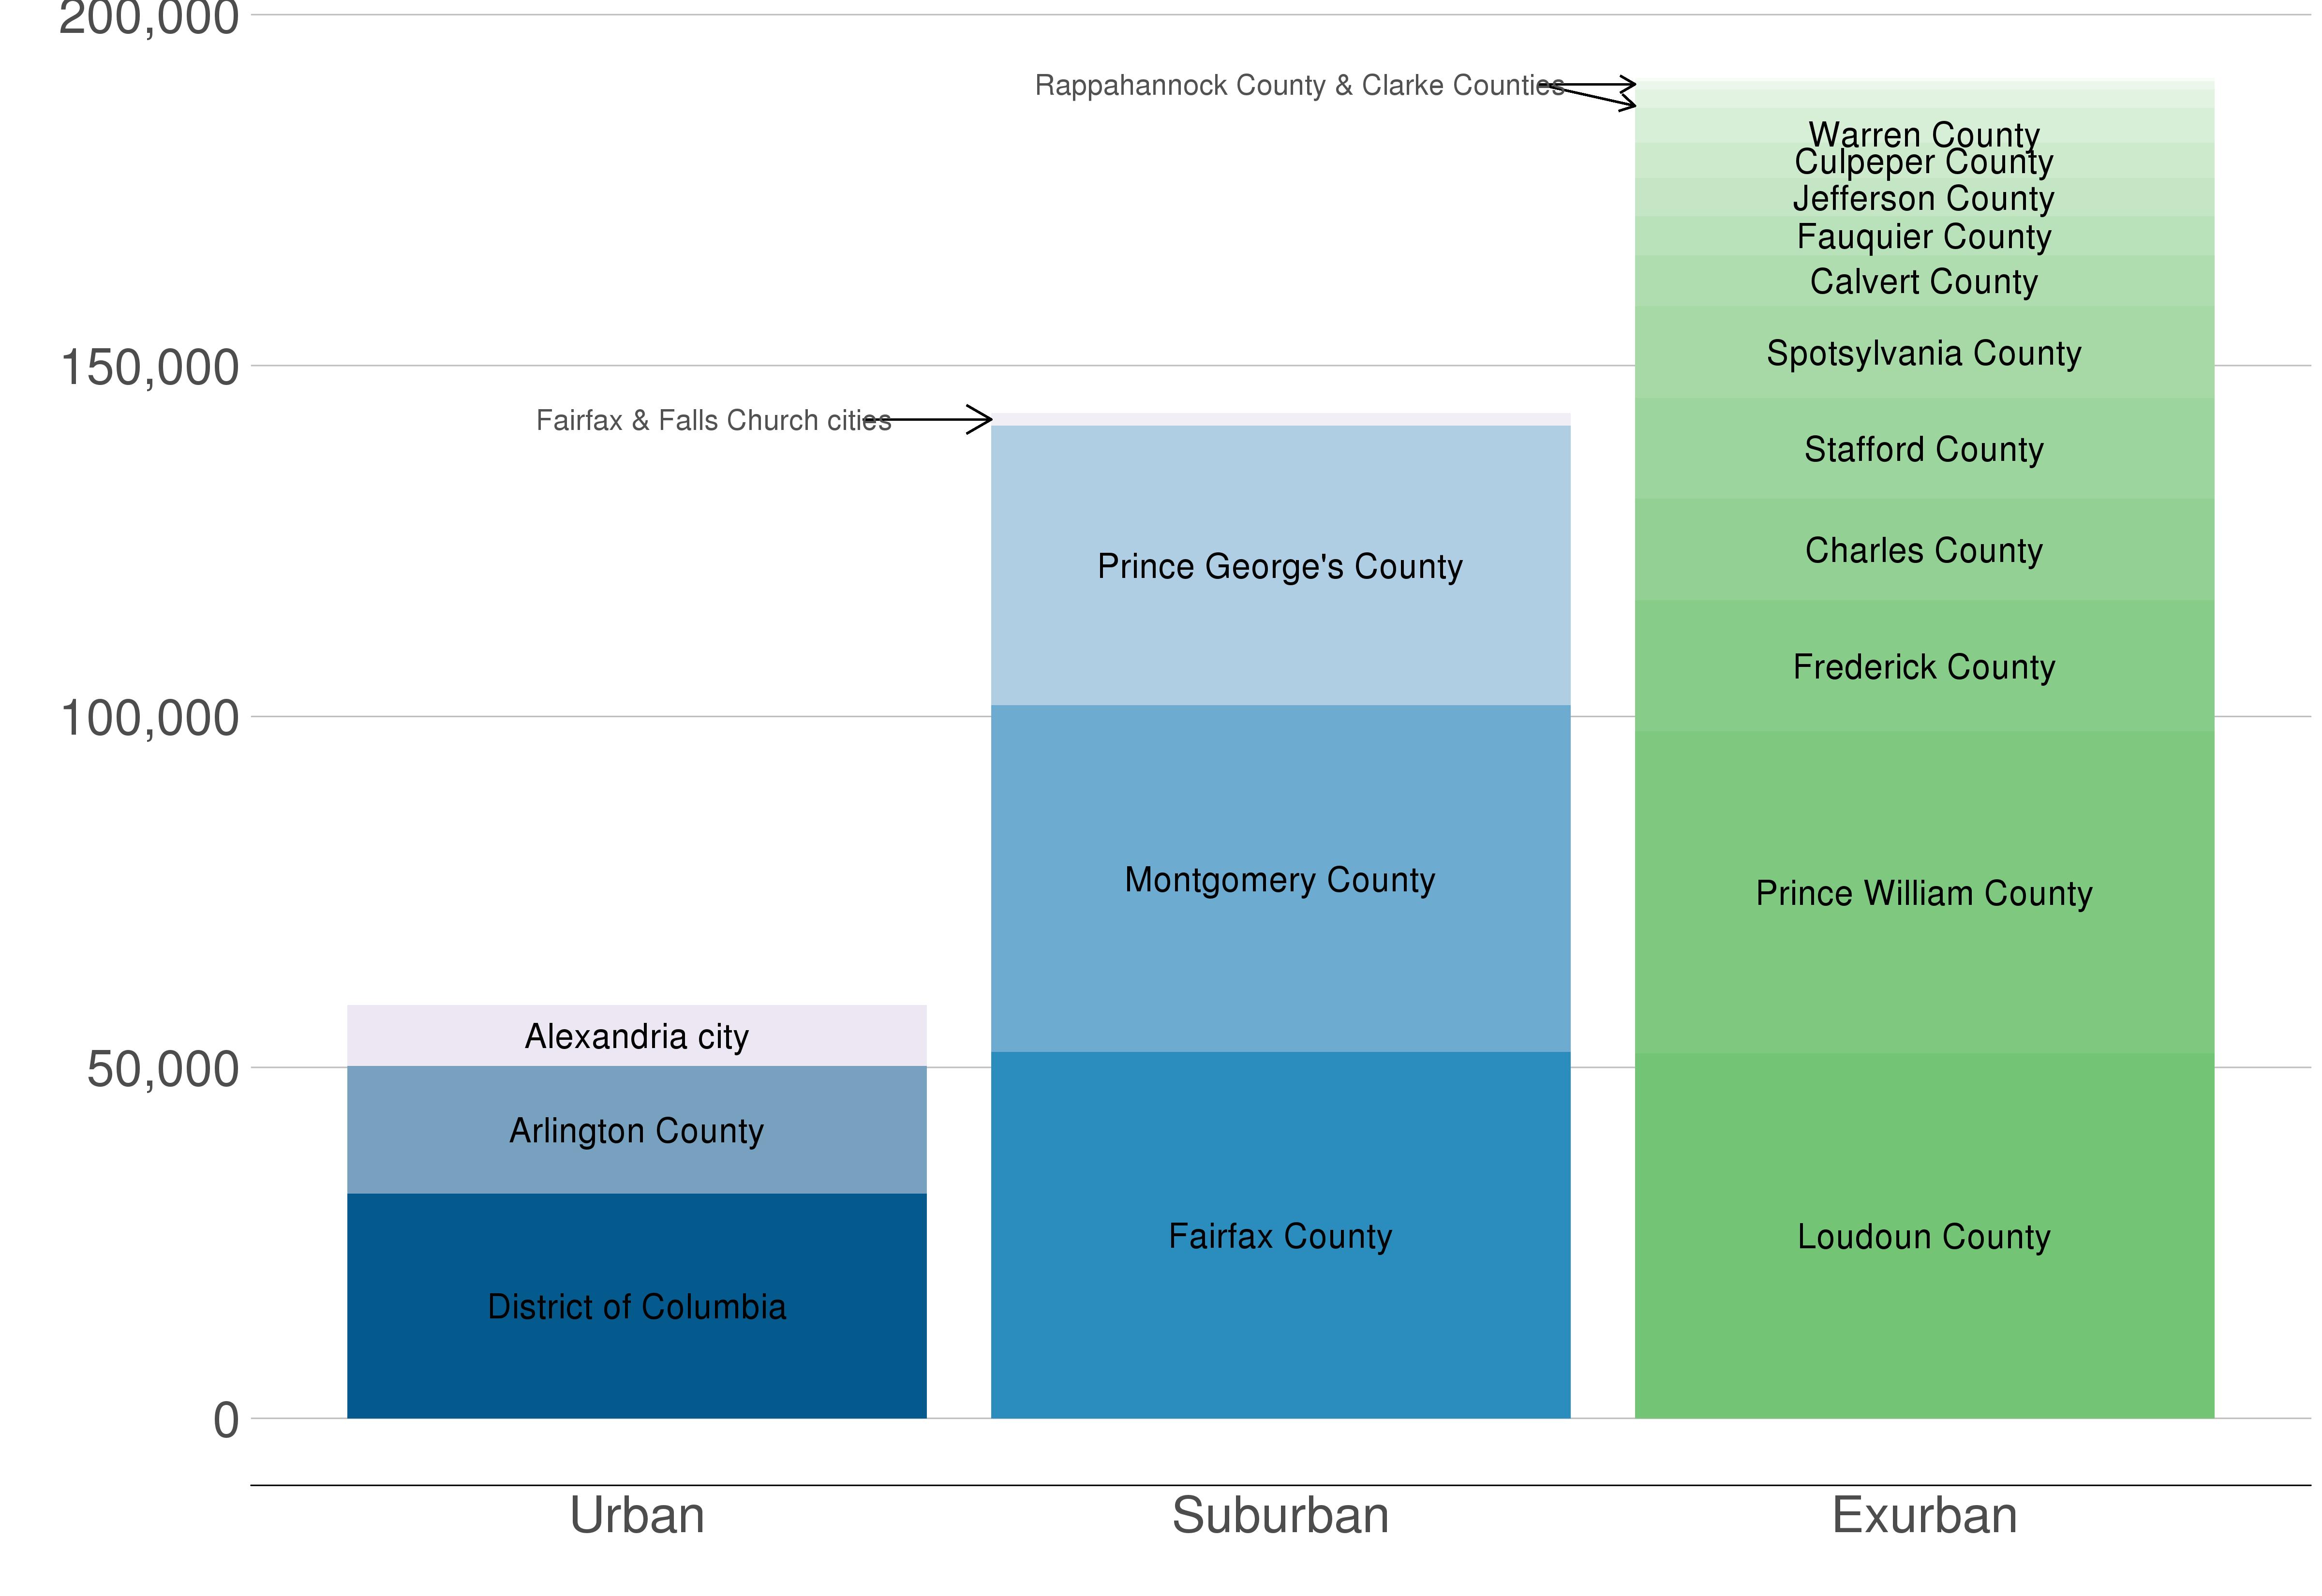 200,000
Rappahannock County & Clarke Counties
Warren County
Culpeper County
Jefferson County
Fauquier County
Calvert County
Spotsylvania County
150,000
Fairfax & Falls Church cities
Stafford County
Charles County
Prince George's County
Frederick County
100,000
Montgomery County
Prince William County
Alexandria city
50,000
Arlington County
Fairfax County
Loudoun County
District of Columbia
0
Urban
Suburban
Exurban